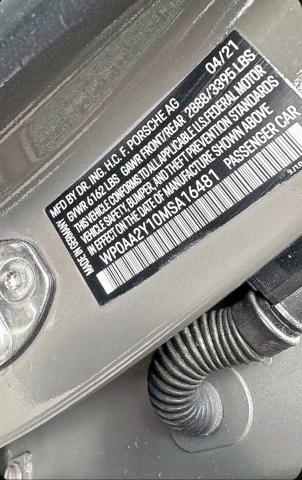 MFD BY DR. ING. H.C. F. PORSCHE AG 04/21
GVWR 6162 LBS GAWR FRONT/REAR 2888/3395 LBS
THIS VEHICLE CONFORMS TO ALL APPLICABLE U.S. FEDERAL MOTOR
VEHICLE SAFETY, BUMPER, AND THEFT PREVENTION STANDARDS
IN EFFECT ON THE DATE OF MANUFACTURE SHOWN ABOVE
WP0AA2Y10MSA16481 PASSENGER CAR
MADE IN GERMANY